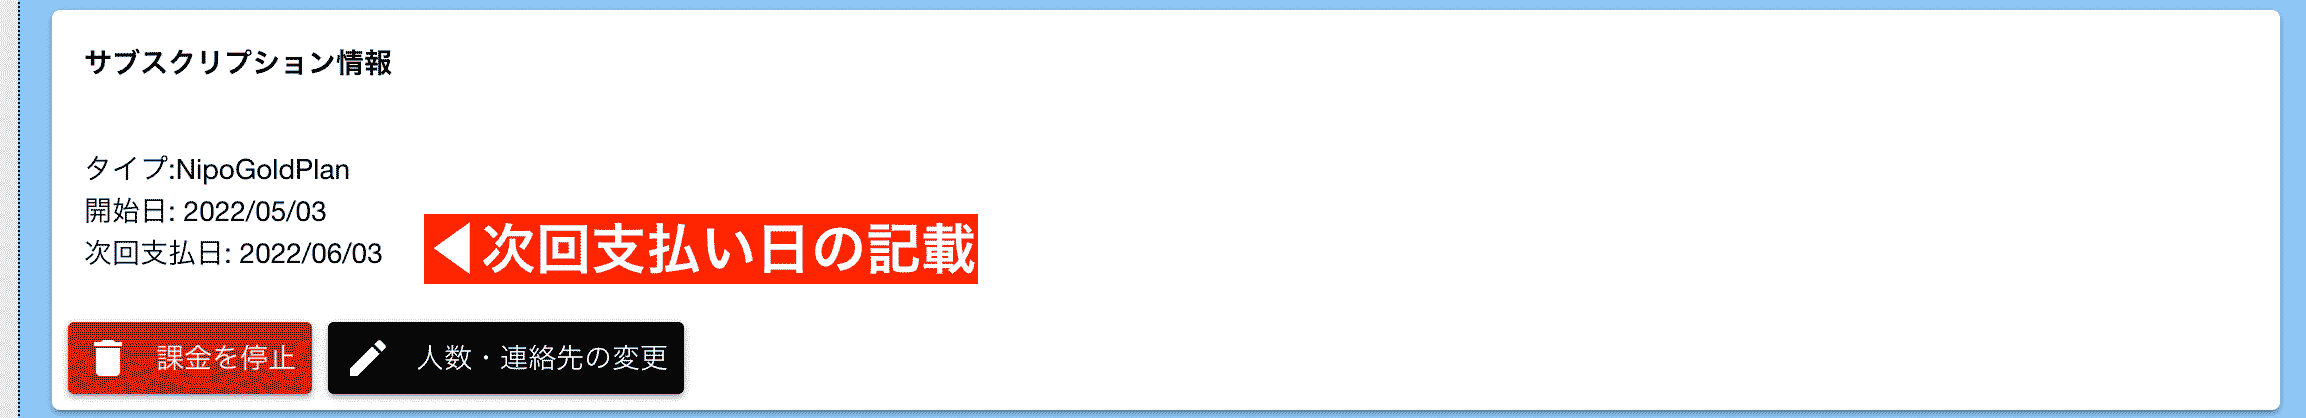 サブスクリプション情報
タイプ:NipoGoldPlan
開始日: 2022/05/03
次回支払日: 2022/06/03
◀次回支払い日の記載
課金を停止
人数・連絡先の変更